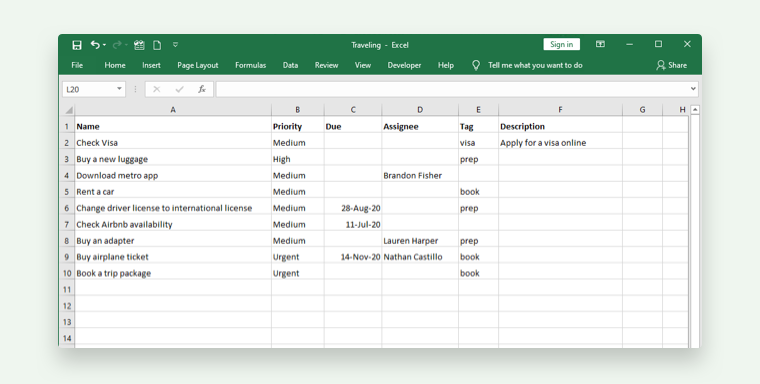 Traveling - Excel
Sign in
File Home Insert Page Layout Formulas Data Review View Developer Help Tell me what you want to do Share
L20 fx
A B C D E F G H
1 Name Priority Due Assignee Tag Description
2 Check Visa Medium visa Apply for a visa online
3 Buy a new luggage High prep
4 Download metro app Medium Brandon Fisher
5 Rent a car Medium book
6 Change driver license to international license Medium 28-Aug-20 prep
7 Check Airbnb availability Medium 11-Jul-20
8 Buy an adapter Medium Lauren Harper prep
9 Buy airplane ticket Urgent 14-Nov-20 Nathan Castillo book
10 Book a trip package Urgent book
11
12
13
14